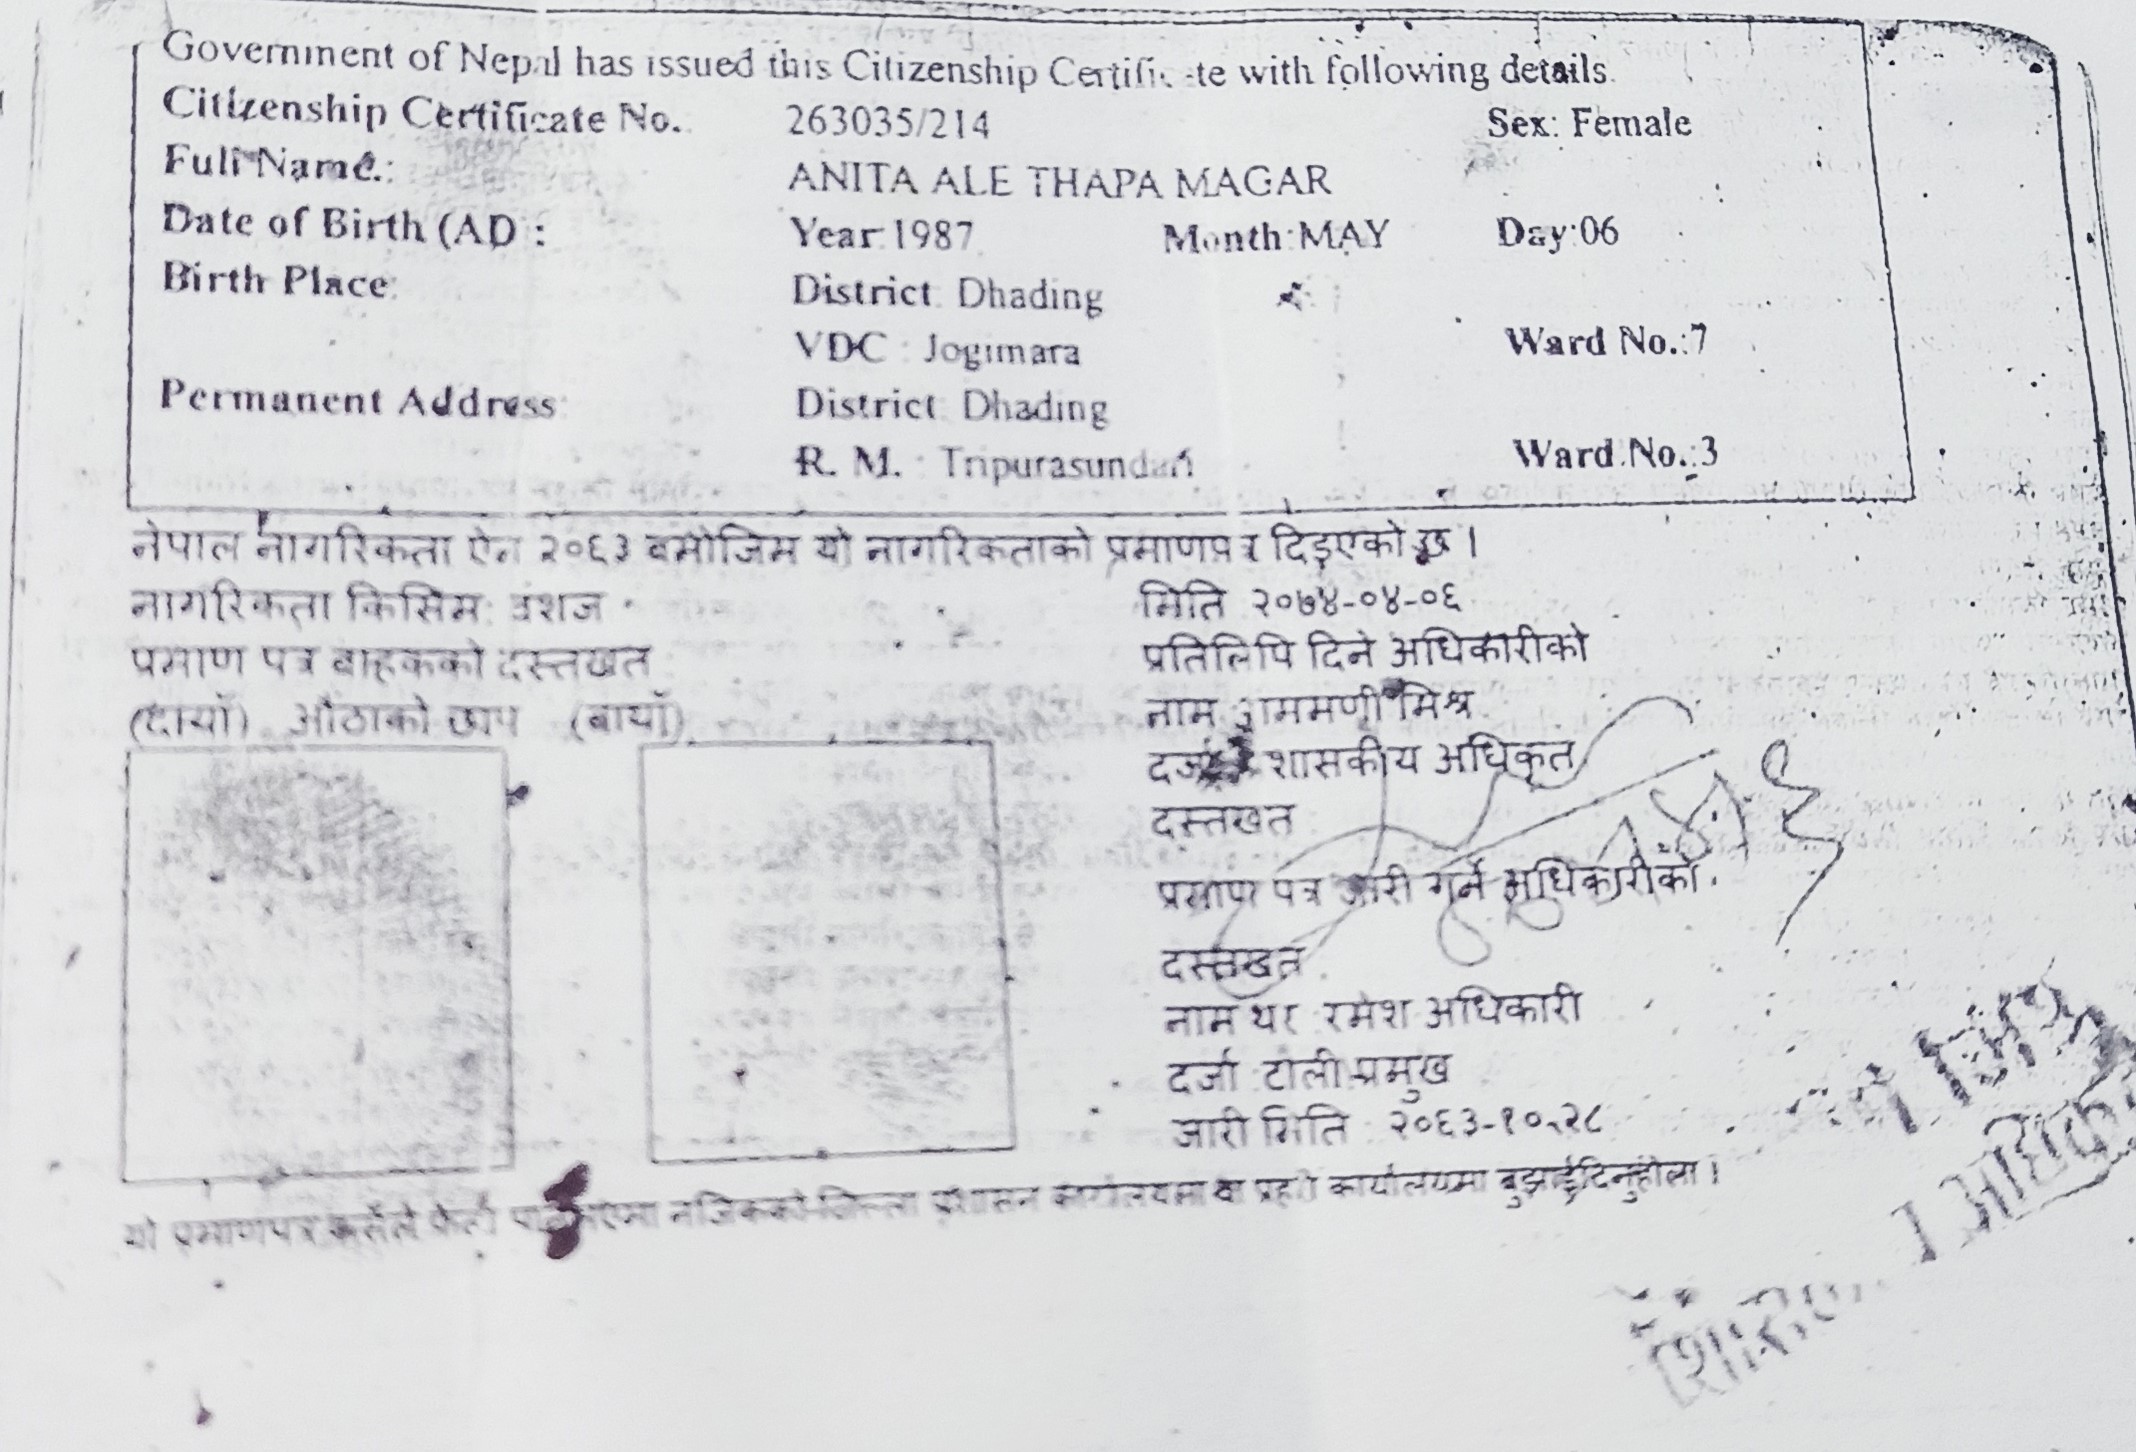 Government of Nepal has issued this Citizenship Certificate with following details.
Citizenship Certificate No. 263035/214 Sex: Female
Full Name.: ANITA ALE THAPA MAGAR
Date of Birth (AD : Year:1987 Month:MAY Day:06
Birth Place: District: Dhading
VDC : Jogimara Ward No.:7
Permanent Address: District: Dhading
R. M. : Tripurasundari Ward No.:3
नेपाल नागरिकता ऐन २०६३ बमोजिम यो नागरिकताको प्रमाणपत्र दिइएको छ ।
नागरिकता किसिम: वंशज
मिति २०७४-०४-०६
प्रमाण पत्र बाहकको दस्तखत
प्रतिलिपि दिने अधिकारीको
(दायाँ) औंठाको छाप (बायाँ)
नाम मिश्र
दर्जा शासकीय अधिकृत
दस्तखत
प्रमाण पत्र जारी गर्ने अधिकारीको
दस्तखत
नाम थर रमेश अधिकारी
दर्जा टोली प्रमुख
जारी मिति : २०६३-१०-२८
यो प्रमाणपत्र कसैले फेला नजिकको जिल्ला प्रशासन कार्यालयमा वा प्रहरी कार्यालयमा बुझाईदिनुहोला ।